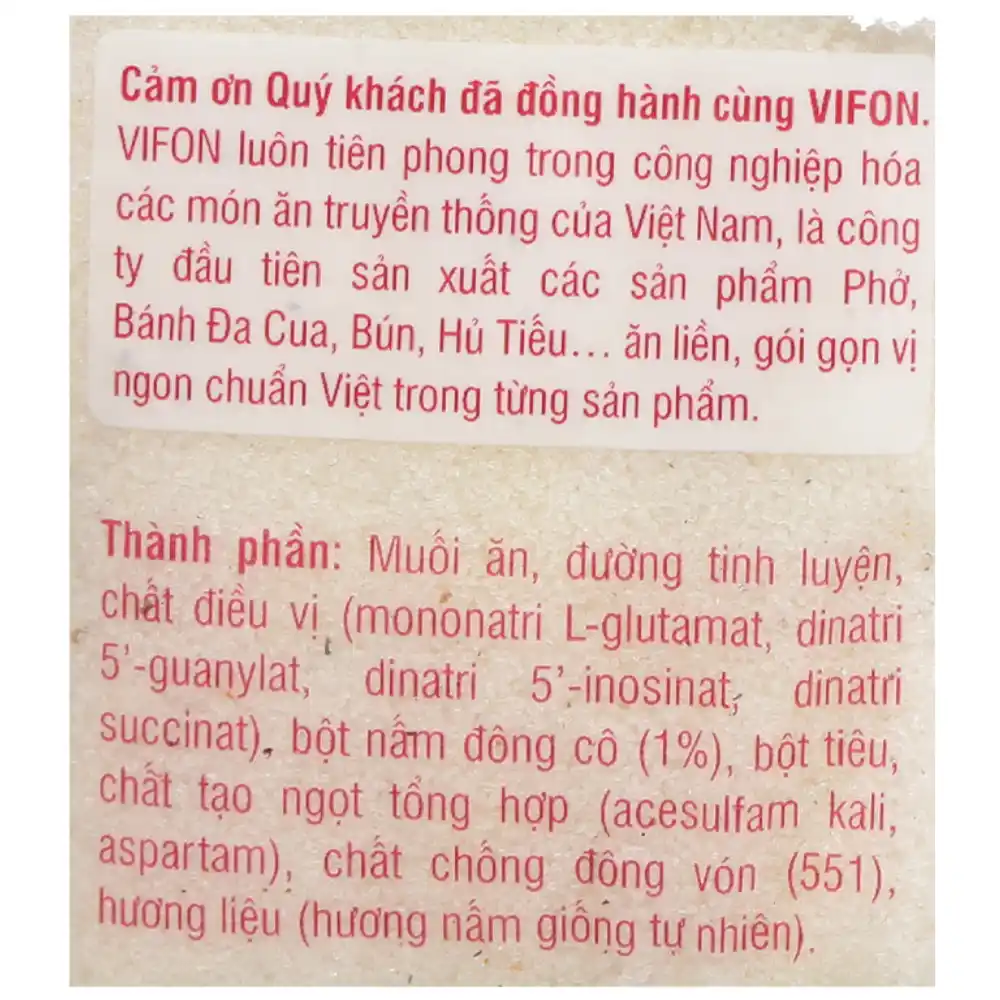 Cảm ơn Quý khách đã đồng hành cùng VIFON.
VIFON luôn tiên phong trong công nghiệp hóa
các món ăn truyền thống của Việt Nam, là công
ty đầu tiên sản xuất các sản phẩm Phở,
Bánh Đa Cua, Bún, Hủ Tiếu... ăn liền, gói gọn vị
ngon chuẩn Việt trong từng sản phẩm.
Thành phần: Muối ăn, đường tinh luyện,
chất điều vị (mononatri L-glutamat, dinatri
5'-guanylat, dinatri 5'-inosinat, dinatri
succinat), bột nấm đông cô (1%), bột tiêu,
chất tạo ngọt tổng hợp (acesulfam kali,
aspartam), chất chống đông vón (551),
hương liệu (hương nấm giống tự nhiên).